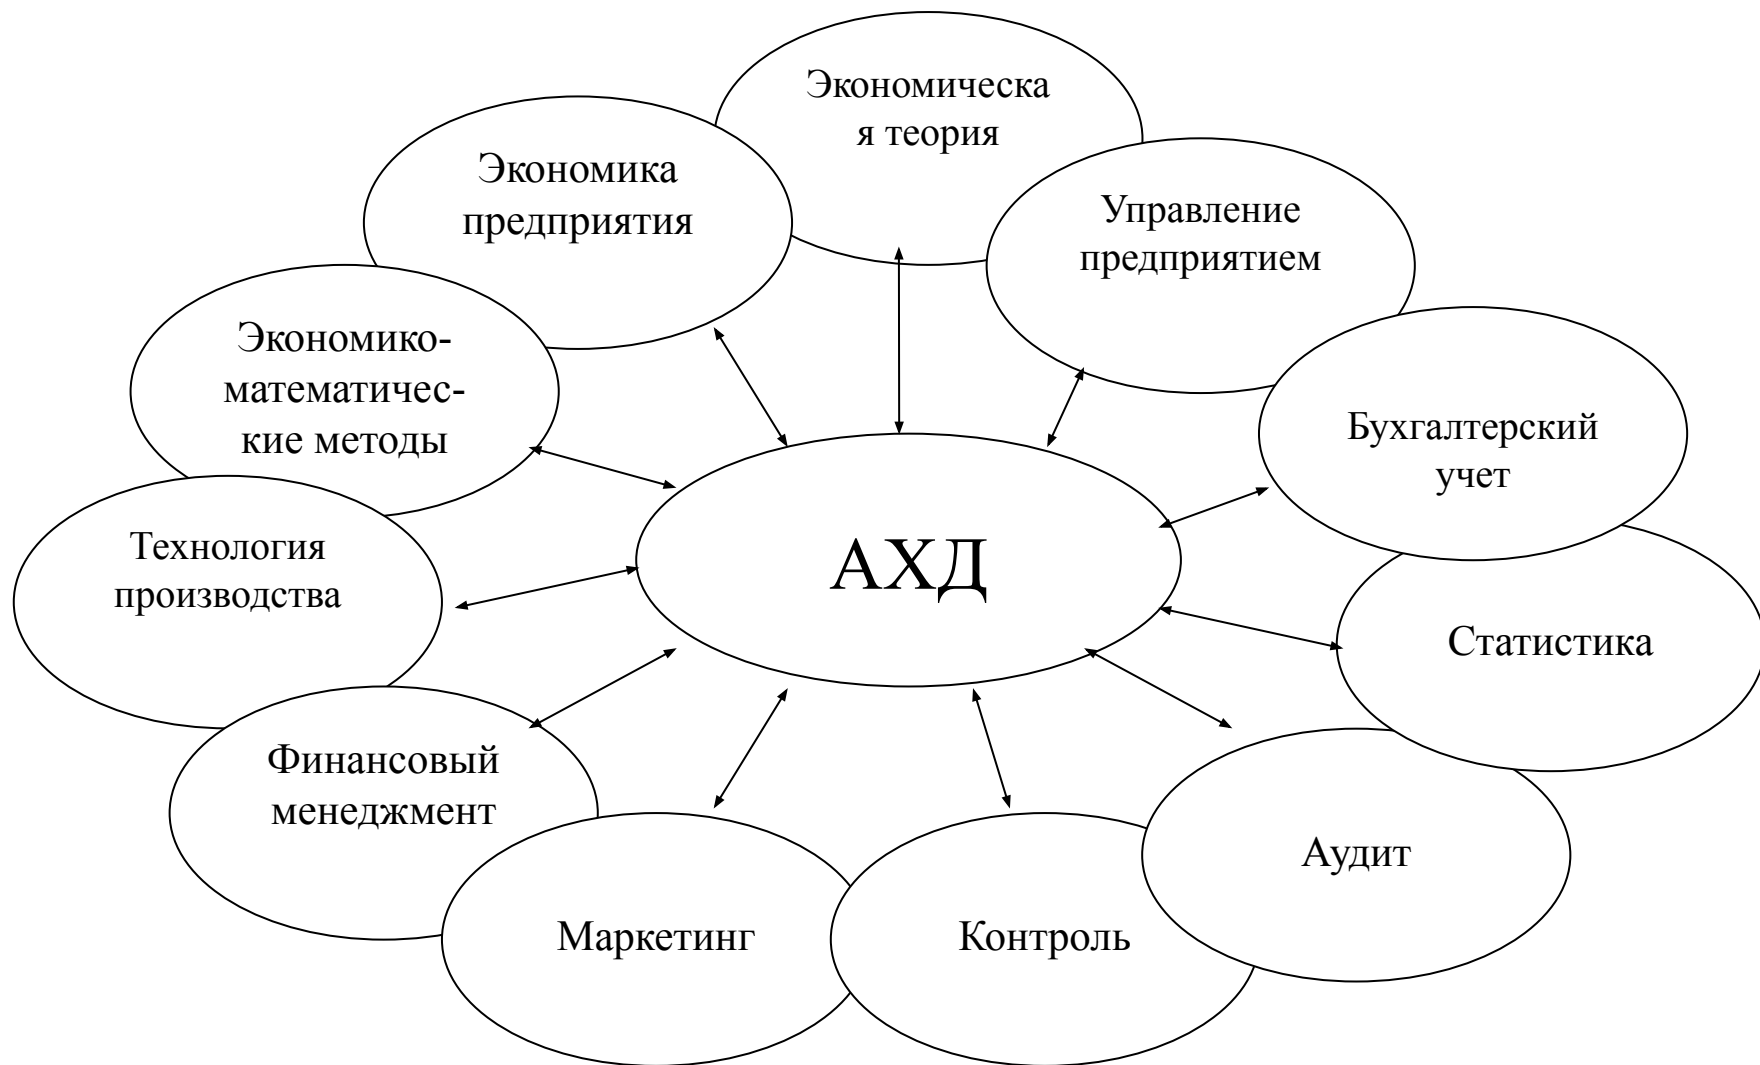 Экономическа
я теория
Экономика
предприятия
Управление
предприятием
Экономико-
математичес-
кие методы
Бухгалтерский
учет
АХД
Технология
производства
Статистика
Финансовый
менеджмент
Аудит
Маркетинг
Контроль